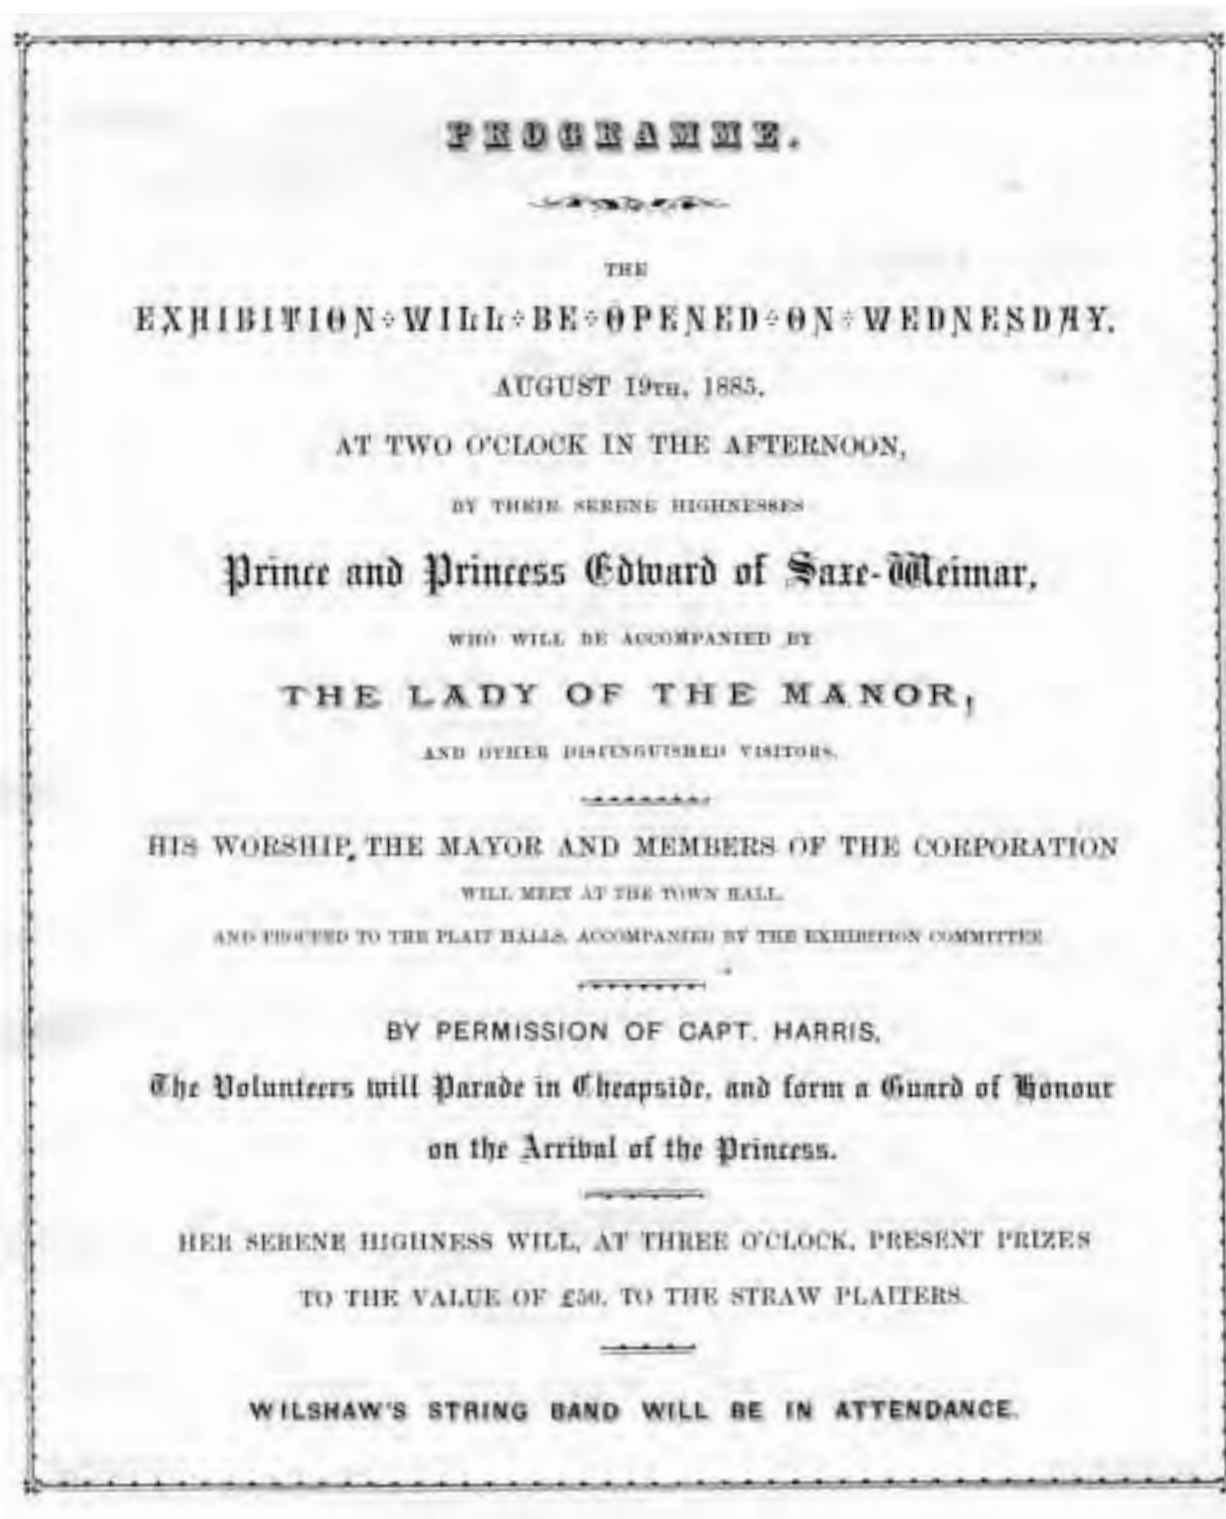 PROGRAMME.
THE
EXHIBITION WILL BE OPENED ON WEDNESDAY,
AUGUST 19TH, 1885,
AT TWO O'CLOCK IN THE AFTERNOON,
BY THEIR SERENE HIGHNESSES
Prince and Princess Edward of Saxe-Weimar,
WHO WILL BE ACCOMPANIED BY
THE LADY OF THE MANOR,
AND OTHER DISTINGUISHED VISITORS.
HIS WORSHIP, THE MAYOR AND MEMBERS OF THE CORPORATION
WILL MEET AT THE TOWN HALL,
AND PROCEED TO THE PLAIT HALLS, ACCOMPANIED BY THE EXHIBITION COMMITTEE
BY PERMISSION OF CAPT. HARRIS,
The Volunteers will Parade in Cheapside, and form a Guard of Honour
on the Arrival of the Princess.
HER SERENE HIGHNESS WILL, AT THREE O'CLOCK, PRESENT PRIZES
TO THE VALUE OF £50, TO THE STRAW PLAITERS.
WILSHAW'S STRING BAND WILL BE IN ATTENDANCE.